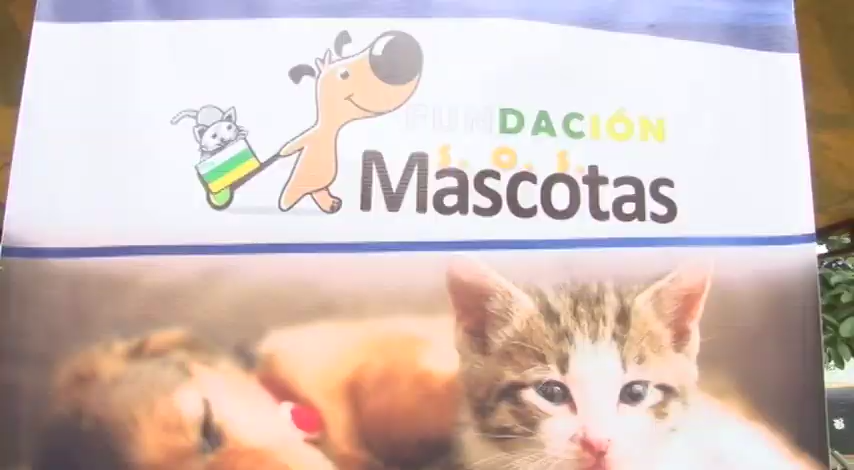 FUNDACIÓN
S. O. S.
Mascotas